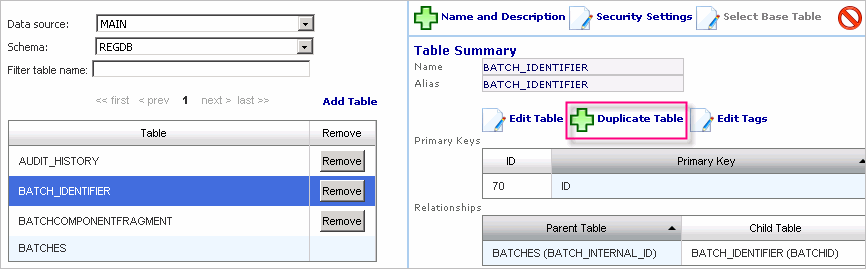 Data source: MAIN
Schema: REGDB
Filter table name:
<< first < prev 1 next > last >>
Add Table
Table Remove
AUDIT_HISTORY Remove
BATCH_IDENTIFIER Remove
BATCHCOMPONENTFRAGMENT Remove
BATCHES
Name and Description Security Settings Select Base Table
Table Summary
Name BATCH_IDENTIFIER
Alias BATCH_IDENTIFIER
Edit Table Duplicate Table Edit Tags
Primary Keys
ID Primary Key
70 ID
Relationships
Parent Table Child Table
BATCHES (BATCH_INTERNAL_ID) BATCH_IDENTIFIER (BATCHID)